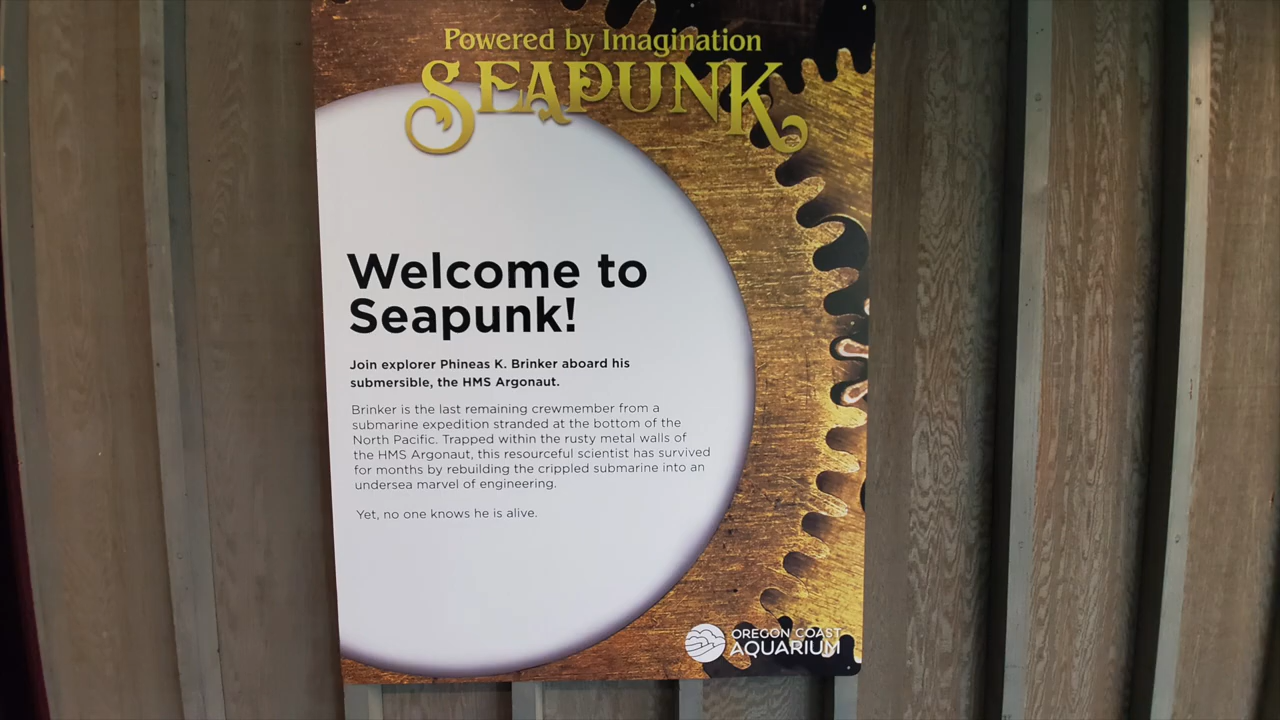 Powered by Imagination
SEAPUNK
Welcome to
Seapunk!
Join explorer Phineas K. Brinker aboard his
submersible, the HMS Argonaut.
Brinker is the last remaining crewmember from a
submarine expedition stranded at the bottom of the
North Pacific. Trapped within the rusty metal walls of
the HMS Argonaut, this resourceful scientist has survived
for months by rebuilding the crippled submarine into an
undersea marvel of engineering.
Yet, no one knows he is alive.
OREGON COAST
AQUARIUM